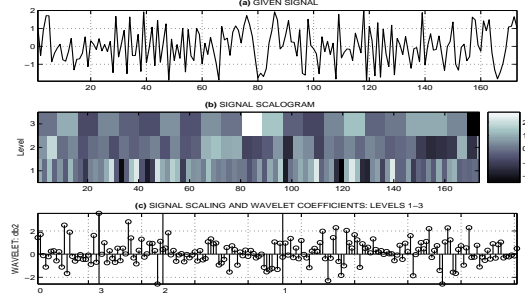 (a) GIVEN SIGNAL
2
1
0
−1
20 40 60 80 100 120 140 160
(b) SIGNAL SCALOGRAM
Level
3
2
1
2
0
20 40 60 80 100 120 140 160
(c) SIGNAL SCALING AND WAVELET COEFFICIENTS: LEVELS 1−3
WAVELET: db2
2
0
−2
0 3 2 1